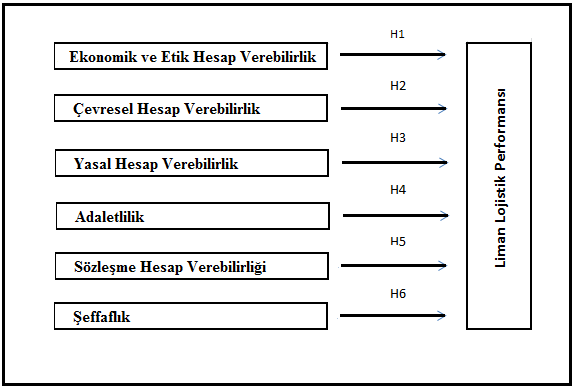 H1
Ekonomik ve Etik Hesap Verebilirlik
H2
Çevresel Hesap Verebilirlik
H3
Yasal Hesap Verebilirlik
H4
Adaletlilik
H5
Sözleşme Hesap Verebilirliği
H6
Şeffaflık
Liman Lojistik Performansı